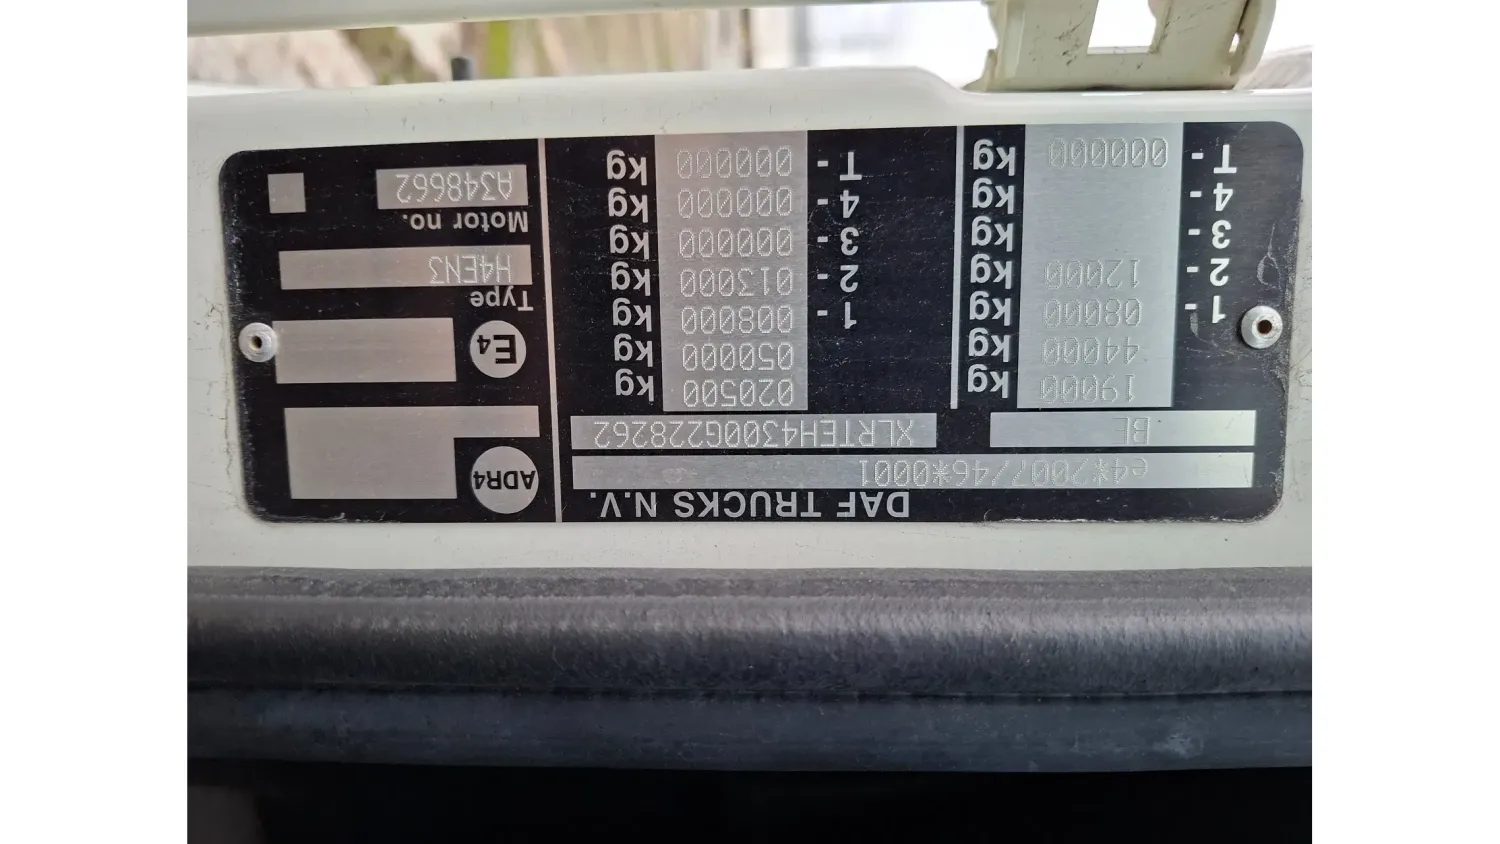 DAF TRUCKS N.V.
e4*2007/46*0001
BE XLRTEH4300G228262
19000 kg 020500 kg
44000 kg 050000 kg
1 - 08000 kg 1 - 008000 kg
2 - 12000 kg 2 - 013000 kg
3 - kg 3 - 000000 kg
4 - kg 4 - 000000 kg
T - 000000 kg T - 000000 kg
ADR4
E4
Type
H4EN3
Motor no.
A348662